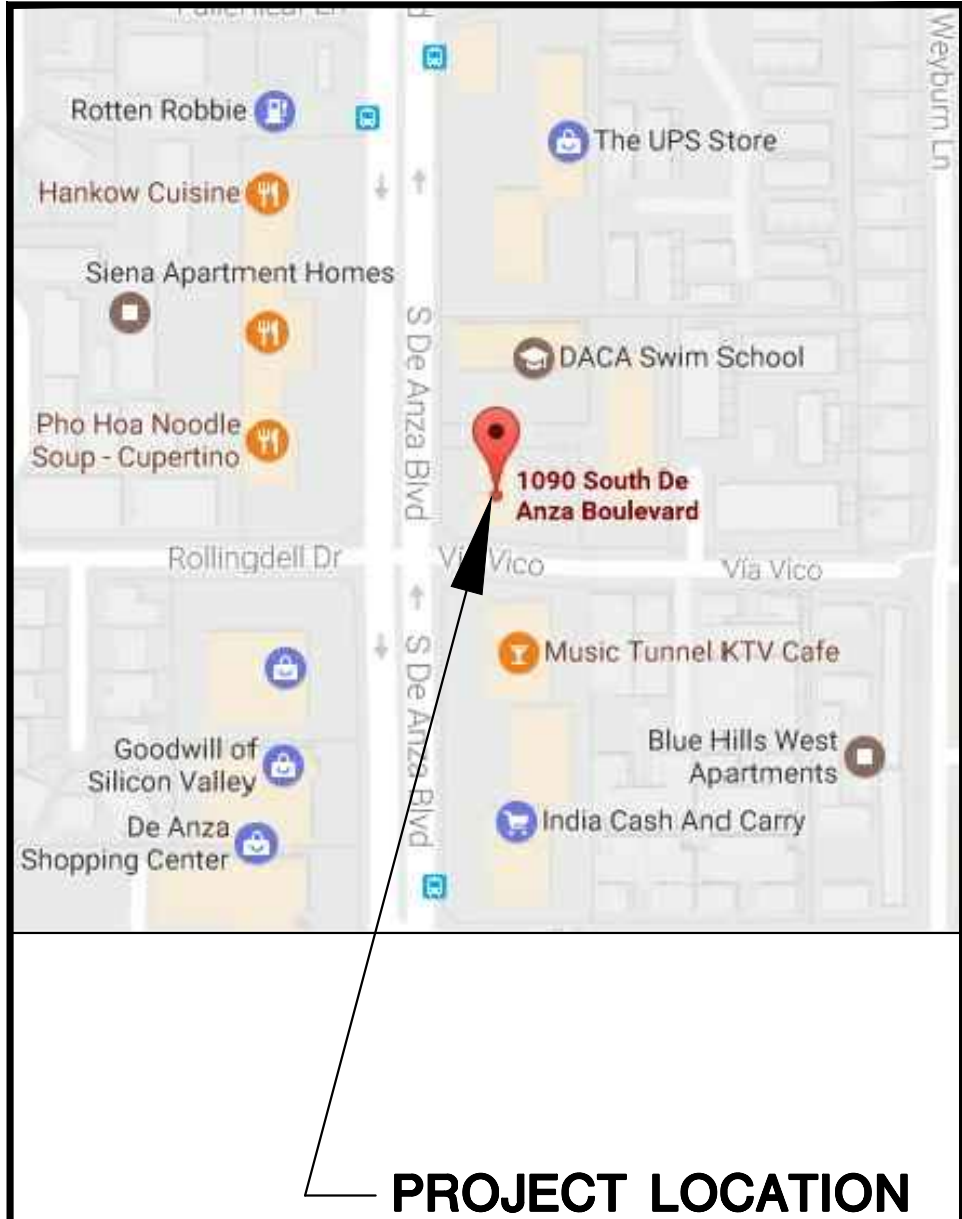 Weyburn Ln
Rotten Robbie
The UPS Store
Hankow Cuisine
Siena Apartment Homes
S De Anza Blvd
DACA Swim School
Pho Hoa Noodle
Soup - Cupertino
1090 South De
Anza Boulevard
Rollingdell Dr
Via Vico
Via Vico
S De Anza Blvd
Music Tunnel KTV Cafe
Goodwill of
Silicon Valley
Blue Hills West
Apartments
De Anza
Shopping Center
India Cash And Carry
PROJECT LOCATION